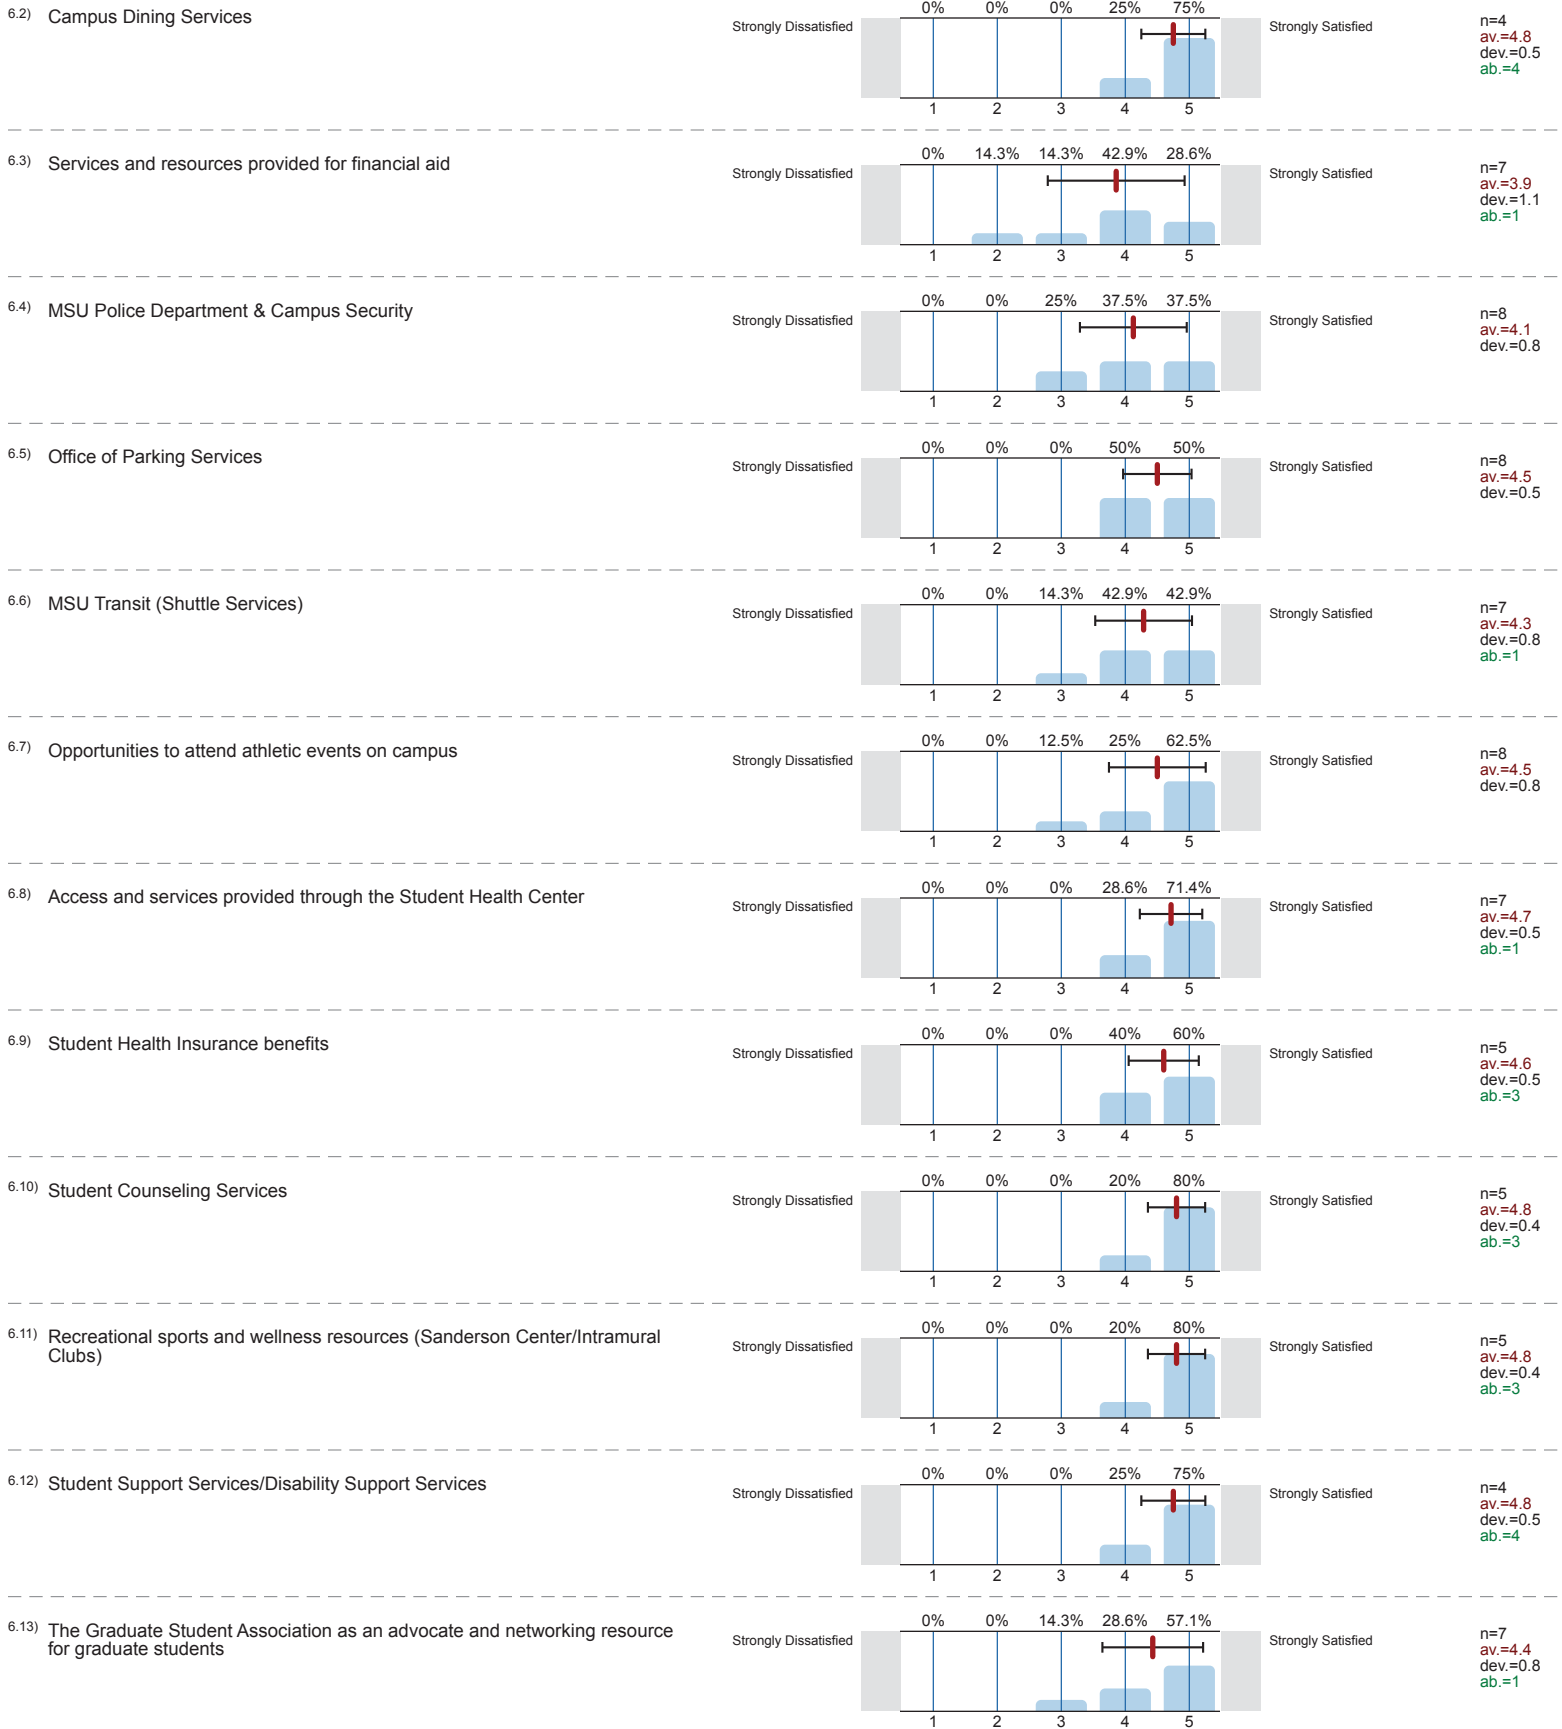 6.2) Campus Dining Services
Strongly Dissatisfied
0% 0% 0% 25% 75%
1 2 3 4 5
Strongly Satisfied
n=4
av.=4.8
dev.=0.5
ab.=4
6.3) Services and resources provided for financial aid
Strongly Dissatisfied
0% 14.3% 14.3% 42.9% 28.6%
1 2 3 4 5
Strongly Satisfied
n=7
av.=3.9
dev.=1.1
ab.=1
6.4) MSU Police Department & Campus Security
Strongly Dissatisfied
0% 0% 25% 37.5% 37.5%
1 2 3 4 5
Strongly Satisfied
n=8
av.=4.1
dev.=0.8
6.5) Office of Parking Services
Strongly Dissatisfied
0% 0% 0% 50% 50%
1 2 3 4 5
Strongly Satisfied
n=8
av.=4.5
dev.=0.5
6.6) MSU Transit (Shuttle Services)
Strongly Dissatisfied
0% 0% 14.3% 42.9% 42.9%
1 2 3 4 5
Strongly Satisfied
n=7
av.=4.3
dev.=0.8
ab.=1
6.7) Opportunities to attend athletic events on campus
Strongly Dissatisfied
0% 0% 12.5% 25% 62.5%
1 2 3 4 5
Strongly Satisfied
n=8
av.=4.5
dev.=0.8
6.8) Access and services provided through the Student Health Center
Strongly Dissatisfied
0% 0% 0% 28.6% 71.4%
1 2 3 4 5
Strongly Satisfied
n=7
av.=4.7
dev.=0.5
ab.=1
6.9) Student Health Insurance benefits
Strongly Dissatisfied
0% 0% 0% 40% 60%
1 2 3 4 5
Strongly Satisfied
n=5
av.=4.6
dev.=0.5
ab.=3
6.10) Student Counseling Services
Strongly Dissatisfied
0% 0% 0% 20% 80%
1 2 3 4 5
Strongly Satisfied
n=5
av.=4.8
dev.=0.4
ab.=3
6.11) Recreational sports and wellness resources (Sanderson Center/Intramural
Clubs)
Strongly Dissatisfied
0% 0% 0% 20% 80%
1 2 3 4 5
Strongly Satisfied
n=5
av.=4.8
dev.=0.4
ab.=3
6.12) Student Support Services/Disability Support Services
Strongly Dissatisfied
0% 0% 0% 25% 75%
1 2 3 4 5
Strongly Satisfied
n=4
av.=4.8
dev.=0.5
ab.=4
6.13) The Graduate Student Association as an advocate and networking resource
for graduate students
Strongly Dissatisfied
0% 0% 14.3% 28.6% 57.1%
1 2 3 4 5
Strongly Satisfied
n=7
av.=4.4
dev.=0.8
ab.=1